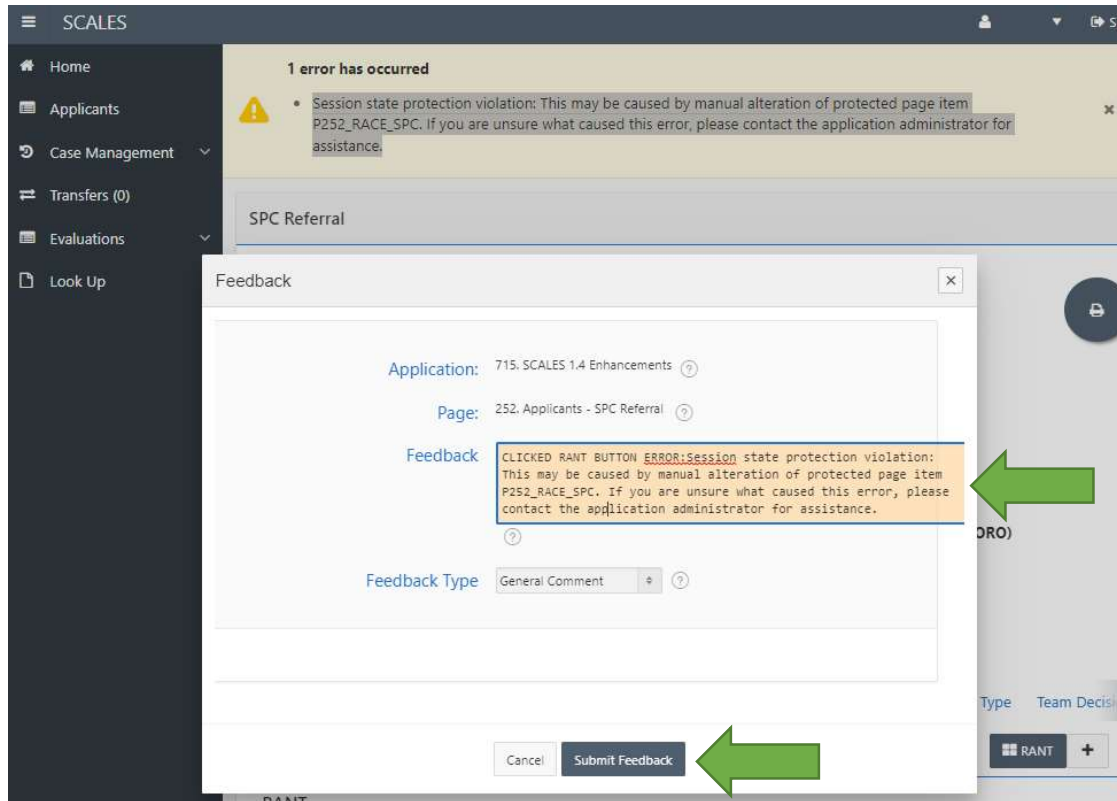 SCALES
S
Home
Applicants
Case Management
Transfers (0)
Evaluations
Look Up
1 error has occurred
Session state protection violation: This may be caused by manual alteration of protected page item
P252_RACE_SPC. If you are unsure what caused this error, please contact the application administrator for
assistance.
SPC Referral
Feedback
Application: 715. SCALES 1.4 Enhancements
Page: 252. Applicants - SPC Referral
Feedback
CLICKED RANT BUTTON ERROR:Session state protection violation:
This may be caused by manual alteration of protected page item
P252_RACE_SPC. If you are unsure what caused this error, please
contact the application administrator for assistance.
Feedback Type General Comment
Cancel Submit Feedback
ORO)
Type Team Decis
RANT +
RANT